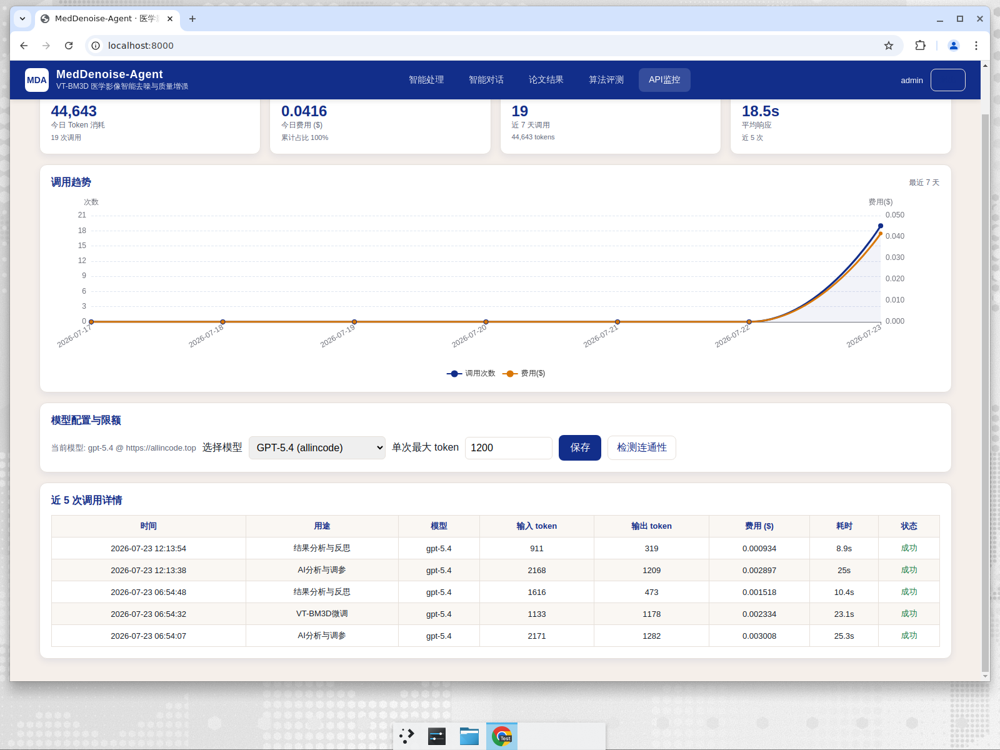 MedDenoise-Agent · 医学
localhost:8000
MDA
MedDenoise-Agent
VT-BM3D 医学影像智能去噪与质量增强
智能处理 智能对话 论文结果 算法评测 API监控
admin
44,643
今日 Token 消耗
19 次调用
0.0416
今日费用 ($)
累计占比 100%
19
近 7 天调用
44,643 tokens
18.5s
平均响应
近 5 次
调用趋势
最近 7 天
次数
费用($)
21
18
15
12
9
6
3
0
0.050
0.040
0.030
0.020
0.010
0.000
2026-07-17
2026-07-18
2026-07-19
2026-07-20
2026-07-21
2026-07-22
2026-07-23
调用次数 费用($)
模型配置与限额
当前模型: gpt-5.4 @ https://allincode.top 选择模型 GPT-5.4 (allincode) 单次最大 token 1200 保存 检测连通性
近 5 次调用详情
时间 用途 模型 输入 token 输出 token 费用 ($) 耗时 状态
2026-07-23 12:13:54 结果分析与反思 gpt-5.4 911 319 0.000934 8.9s 成功
2026-07-23 12:13:38 AI分析与调参 gpt-5.4 2168 1209 0.002897 25s 成功
2026-07-23 06:54:48 结果分析与反思 gpt-5.4 1616 473 0.001518 10.4s 成功
2026-07-23 06:54:32 VT-BM3D微调 gpt-5.4 1133 1178 0.002334 23.1s 成功
2026-07-23 06:54:07 AI分析与调参 gpt-5.4 2171 1282 0.003008 25.3s 成功
Test